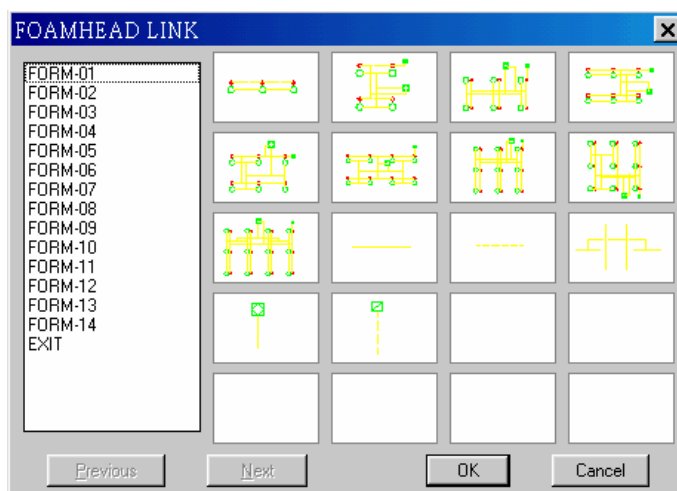 FOAMHEAD LINK
FORM-01
FORM-02
FORM-03
FORM-04
FORM-05
FORM-06
FORM-07
FORM-08
FORM-09
FORM-10
FORM-11
FORM-12
FORM-13
FORM-14
EXIT
Previous
Next
OK
Cancel